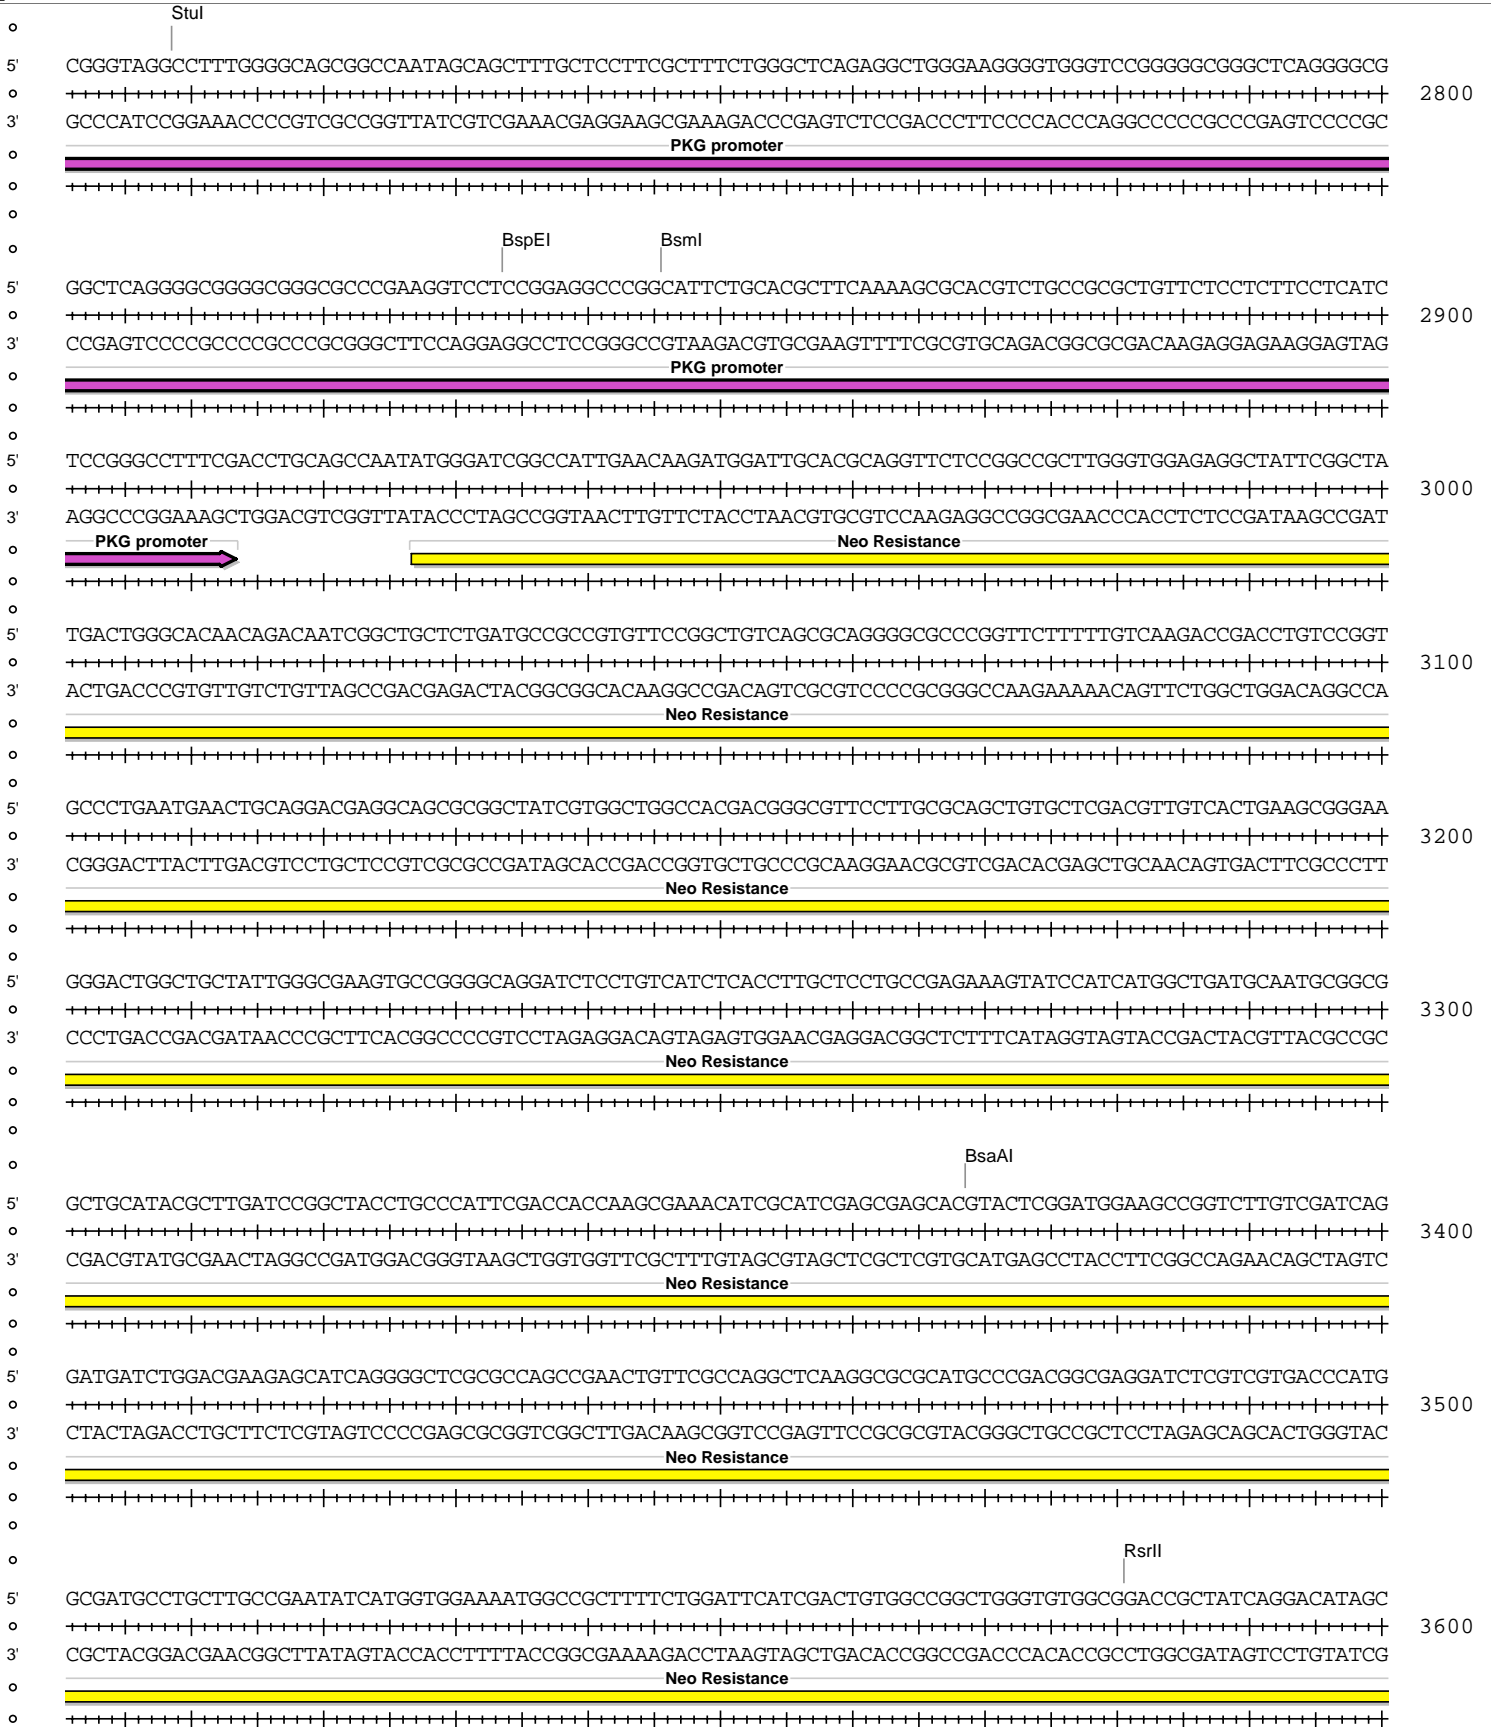 StuI
5' CGGGTAGGCCTTTGGGGCAGCGGCCAATAGCAGCTTTGCTCCTTCGCTTTCTGGGCTCAGAGGCTGGGAAGGGGTGGGTCCGGGGGCGGGCTCAGGGGCG
2800
3' GCCCATCCGGAAACCCCGTCGCCGGTTATCGTCGAAACGAGGAAGCGAAAGACCCGAGTCTCCGACCCTTCCCCACCCAGGCCCCCGCCCGAGTCCCCGC
PKG promoter
BspEI BsmI
5' GGCTCAGGGGCGGGGCGGGCGCCCGAAGGTCCTCCGGAGGCCCGGCATTCTGCACGCTTCAAAAGCGCACGTCTGCCGCGCTGTTCTCCTCTTCCTCATC
2900
3' CCGAGTCCCCGCCCCGCCCGCGGGCTTCCAGGAGGCCTCCGGGCCGTAAGACGTGCGAAGTTTTCGCGTGCAGACGGCGCGACAAGAGGAGAAGGAGTAG
PKG promoter
5' TCCGGGCCTTTCGACCTGCAGCCAATATGGGATCGGCCATTGAACAAGATGGATTGCACGCAGGTTCTCCGGCCGCTTGGGTGGAGAGGCTATTCGGCTA
3000
3' AGGCCCGGAAAGCTGGACGTCGGTTATACCCTAGCCGGTAACTTGTTCTACCTAACGTGCGTCCAAGAGGCCGGCGAACCCACCTCTCCGATAAGCCGAT
PKG promoter Neo Resistance
5' TGACTGGGCACAACAGACAATCGGCTGCTCTGATGCCGCCGTGTTCCGGCTGTCAGCGCAGGGGCGCCCGGTTCTTTTTGTCAAGACCGACCTGTCCGGT
3100
3' ACTGACCCGTGTTGTCTGTTAGCCGACGAGACTACGGCGGCACAAGGCCGACAGTCGCGTCCCCGCGGGCCAAGAAAAACAGTTCTGGCTGGACAGGCCA
Neo Resistance
5' GCCCTGAATGAACTGCAGGACGAGGCAGCGCGGCTATCGTGGCTGGCCACGACGGGCGTTCCTTGCGCAGCTGTGCTCGACGTTGTCACTGAAGCGGGAA
3200
3' CGGGACTTACTTGACGTCCTGCTCCGTCGCGCCGATAGCACCGACCGGTGCTGCCCGCAAGGAACGCGTCGACACGAGCTGCAACAGTGACTTCGCCCTT
Neo Resistance
5' GGGACTGGCTGCTATTGGGCGAAGTGCCGGGGCAGGATCTCCTGTCATCTCACCTTGCTCCTGCCGAGAAAGTATCCATCATGGCTGATGCAATGCGGCG
3300
3' CCCTGACCGACGATAACCCGCTTCACGGCCCCGTCCTAGAGGACAGTAGAGTGGAACGAGGACGGCTCTTTCATAGGTAGTACCGACTACGTTACGCCGC
Neo Resistance
BsaAI
5' GCTGCATACGCTTGATCCGGCTACCTGCCCATTCGACCACCAAGCGAAACATCGCATCGAGCGAGCACGTACTCGGATGGAAGCCGGTCTTGTCGATCAG
3400
3' CGACGTATGCGAACTAGGCCGATGGACGGGTAAGCTGGTGGTTCGCTTTGTAGCGTAGCTCGCTCGTGCATGAGCCTACCTTCGGCCAGAACAGCTAGTC
Neo Resistance
5' GATGATCTGGACGAAGAGCATCAGGGGCTCGCGCCAGCCGAACTGTTCGCCAGGCTCAAGGCGCGCATGCCCGACGGCGAGGATCTCGTCGTGACCCATG
3500
3' CTACTAGACCTGCTTCTCGTAGTCCCCGAGCGCGGTCGGCTTGACAAGCGGTCCGAGTTCCGCGCGTACGGGCTGCCGCTCCTAGAGCAGCACTGGGTAC
Neo Resistance
RsrII
5' GCGATGCCTGCTTGCCGAATATCATGGTGGAAAATGGCCGCTTTTCTGGATTCATCGACTGTGGCCGGCTGGGTGTGGCGGACCGCTATCAGGACATAGC
3600
3' CGCTACGGACGAACGGCTTATAGTACCACCTTTTACCGGCGAAAAGACCTAAGTAGCTGACACCGGCCGACCCACACCGCCTGGCGATAGTCCTGTATCG
Neo Resistance